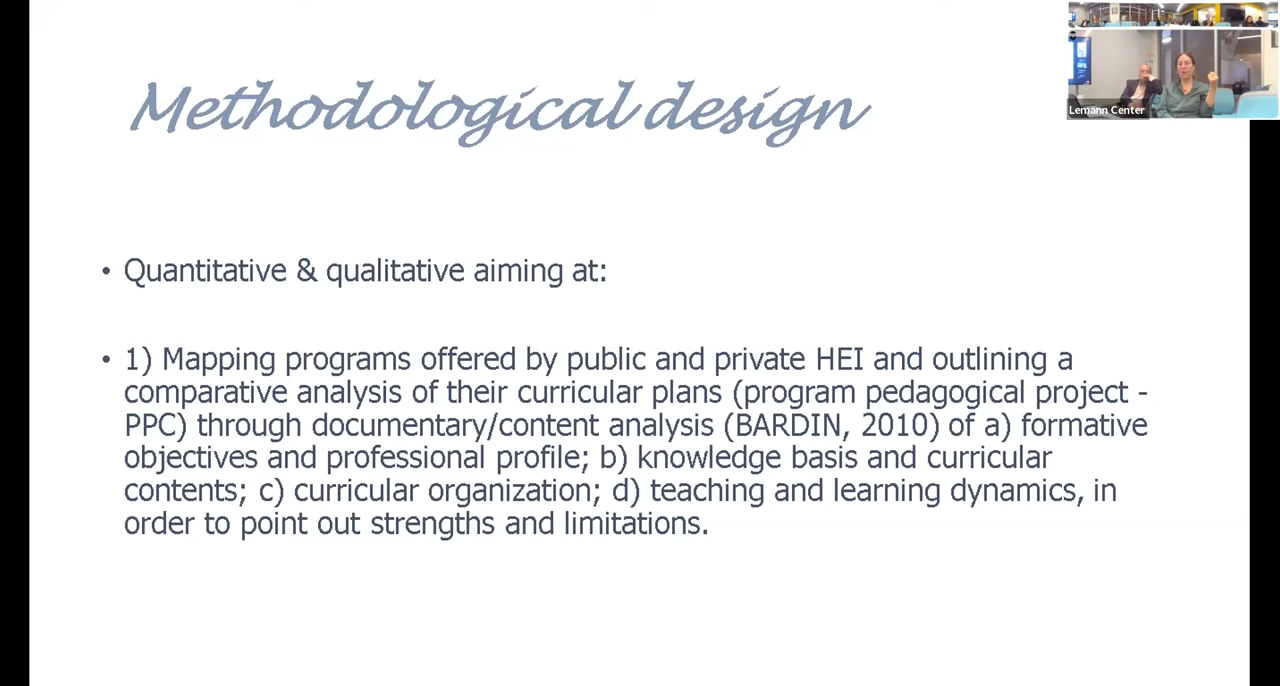 Methodological design
Lemann Center
• Quantitative & qualitative aiming at:
• 1) Mapping programs offered by public and private HEI and outlining a
comparative analysis of their curricular plans (program pedagogical project -
PPC) through documentary/content analysis (BARDIN, 2010) of a) formative
objectives and professional profile; b) knowledge basis and curricular
contents; c) curricular organization; d) teaching and learning dynamics, in
order to point out strengths and limitations.